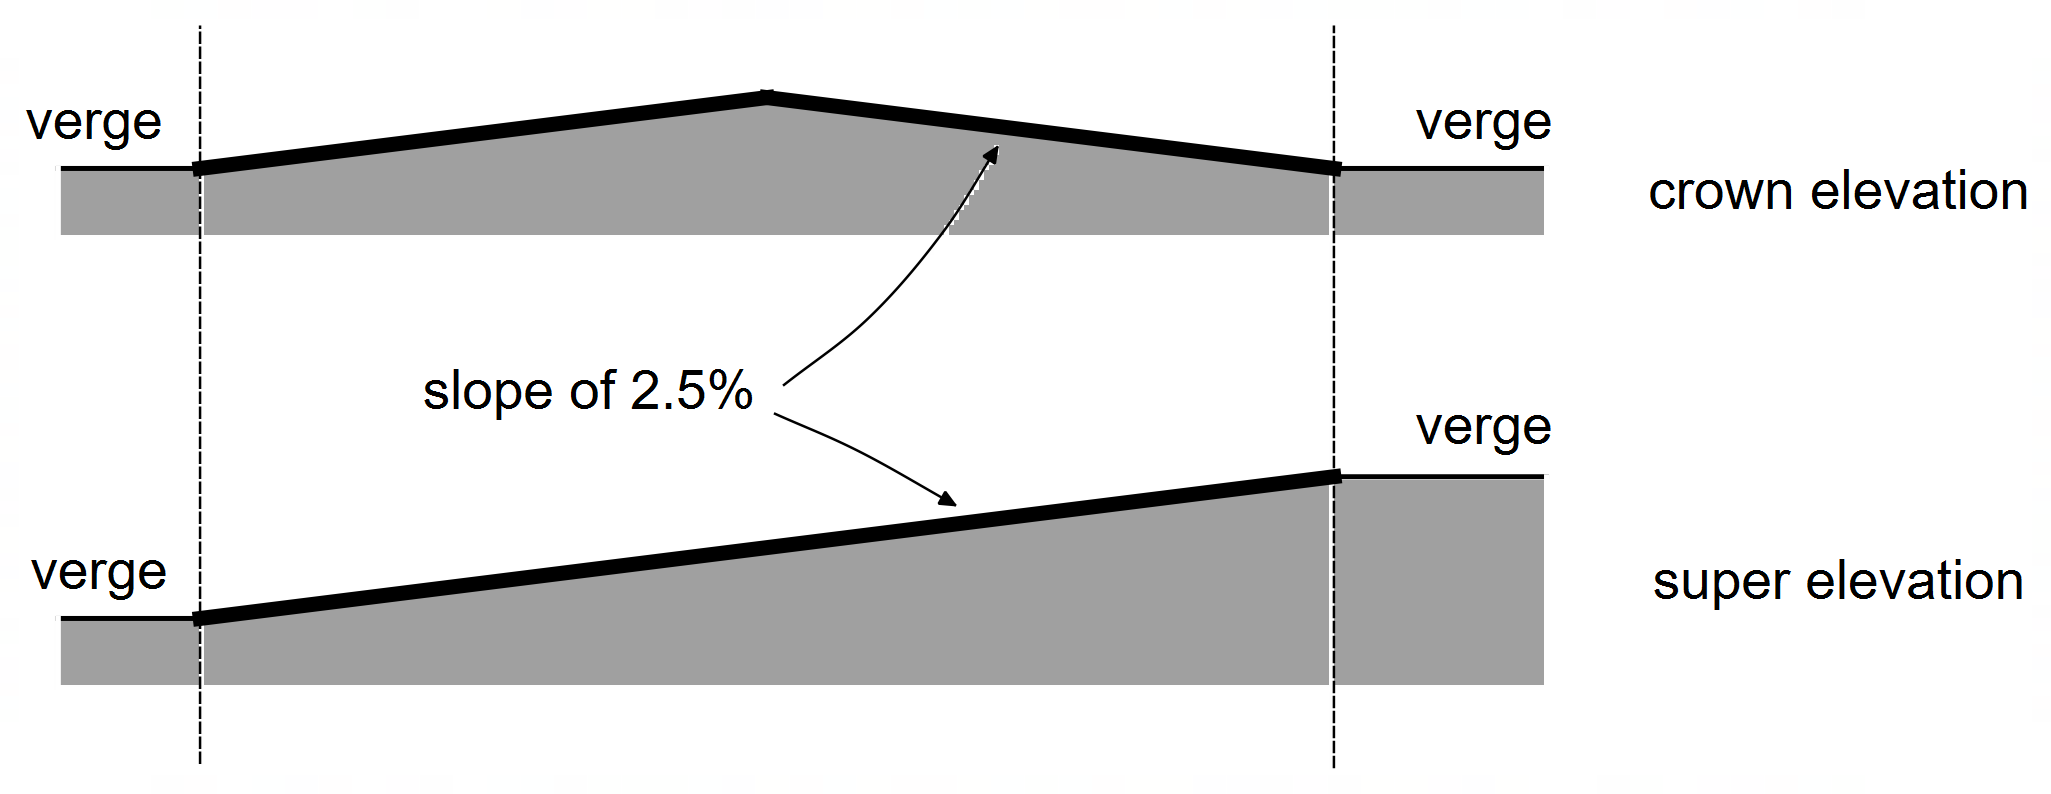 verge
verge
crown elevation
slope of 2.5%
verge
verge
super elevation